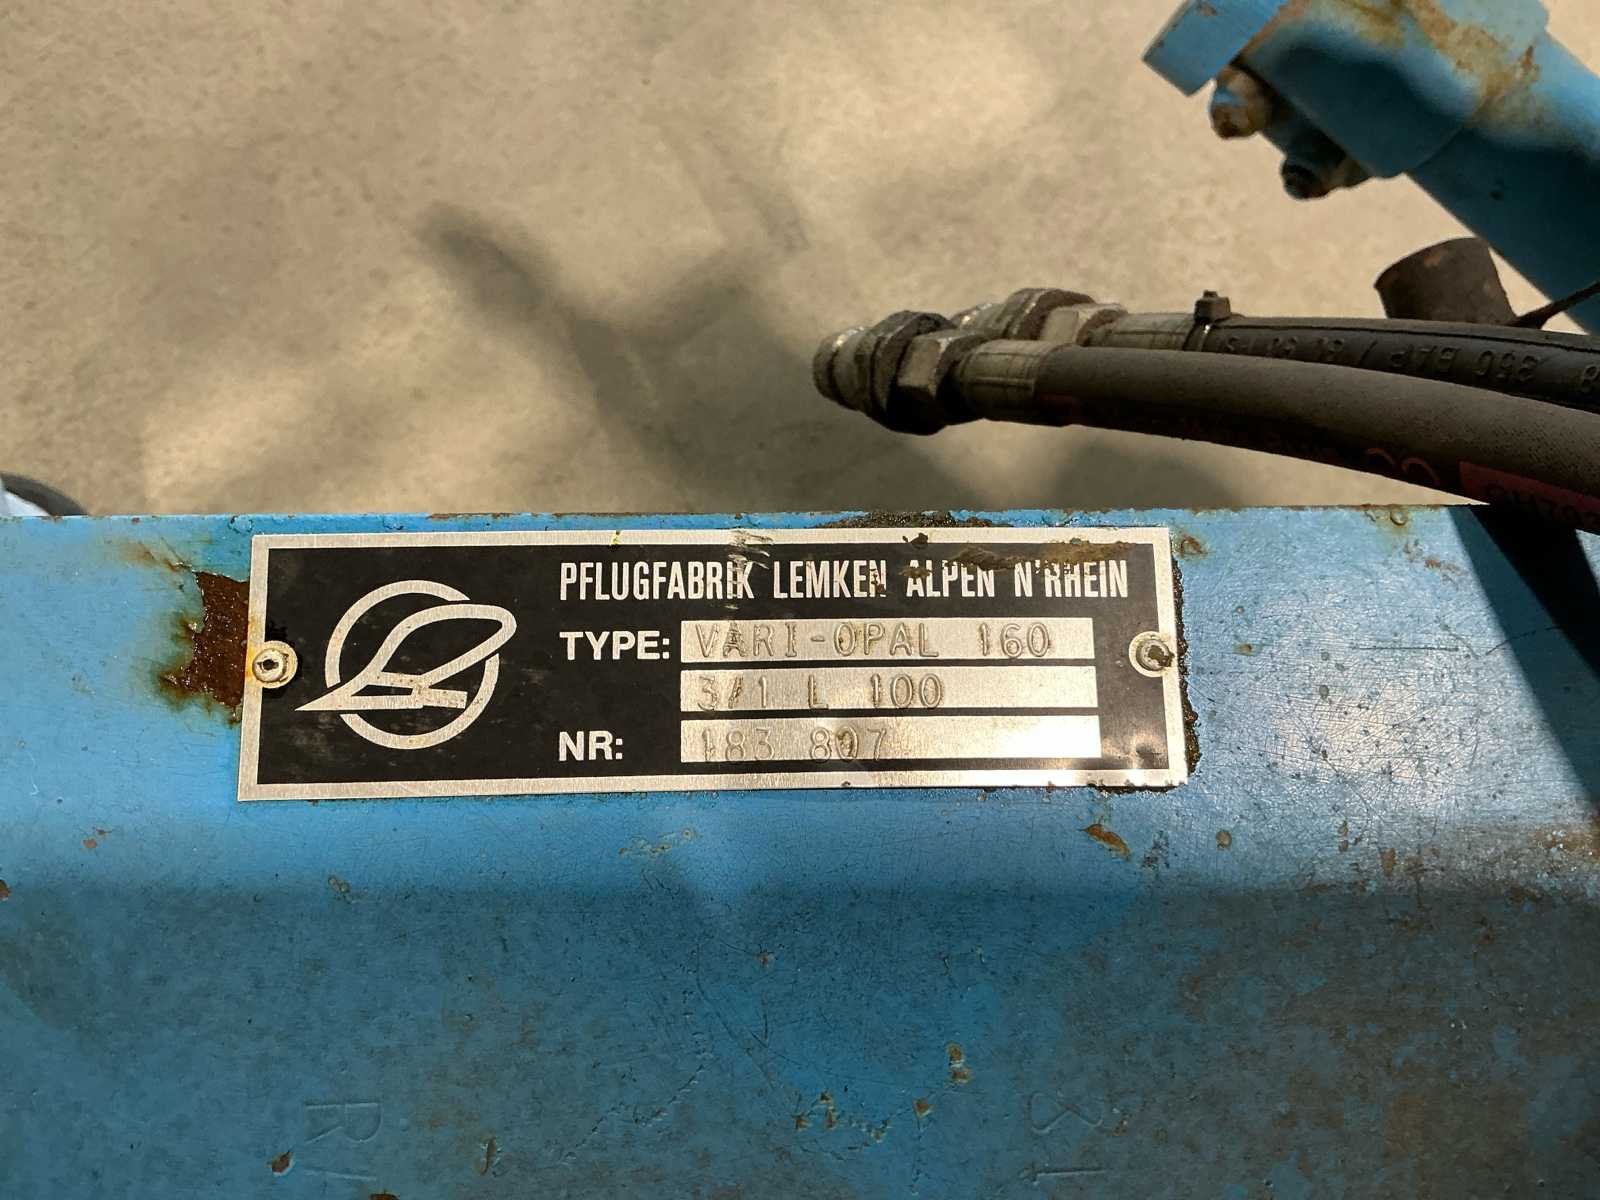 PFLUGFABRIK LEMKEN ALPEN N'RHEIN
TYPE: VARI-OPAL 160
3/1 L 100
NR: 183 807